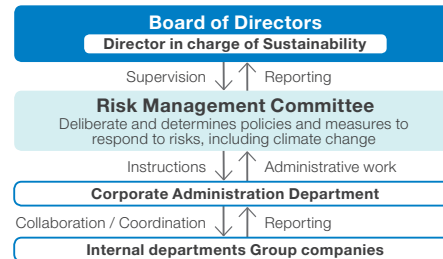 Board of Directors
Director in charge of Sustainability
Supervision Reporting
Risk Management Committee
Deliberate and determines policies and measures to
respond to risks, including climate change
Instructions Administrative work
Corporate Administration Department
Collaboration / Coordination Reporting
Internal departments Group companies